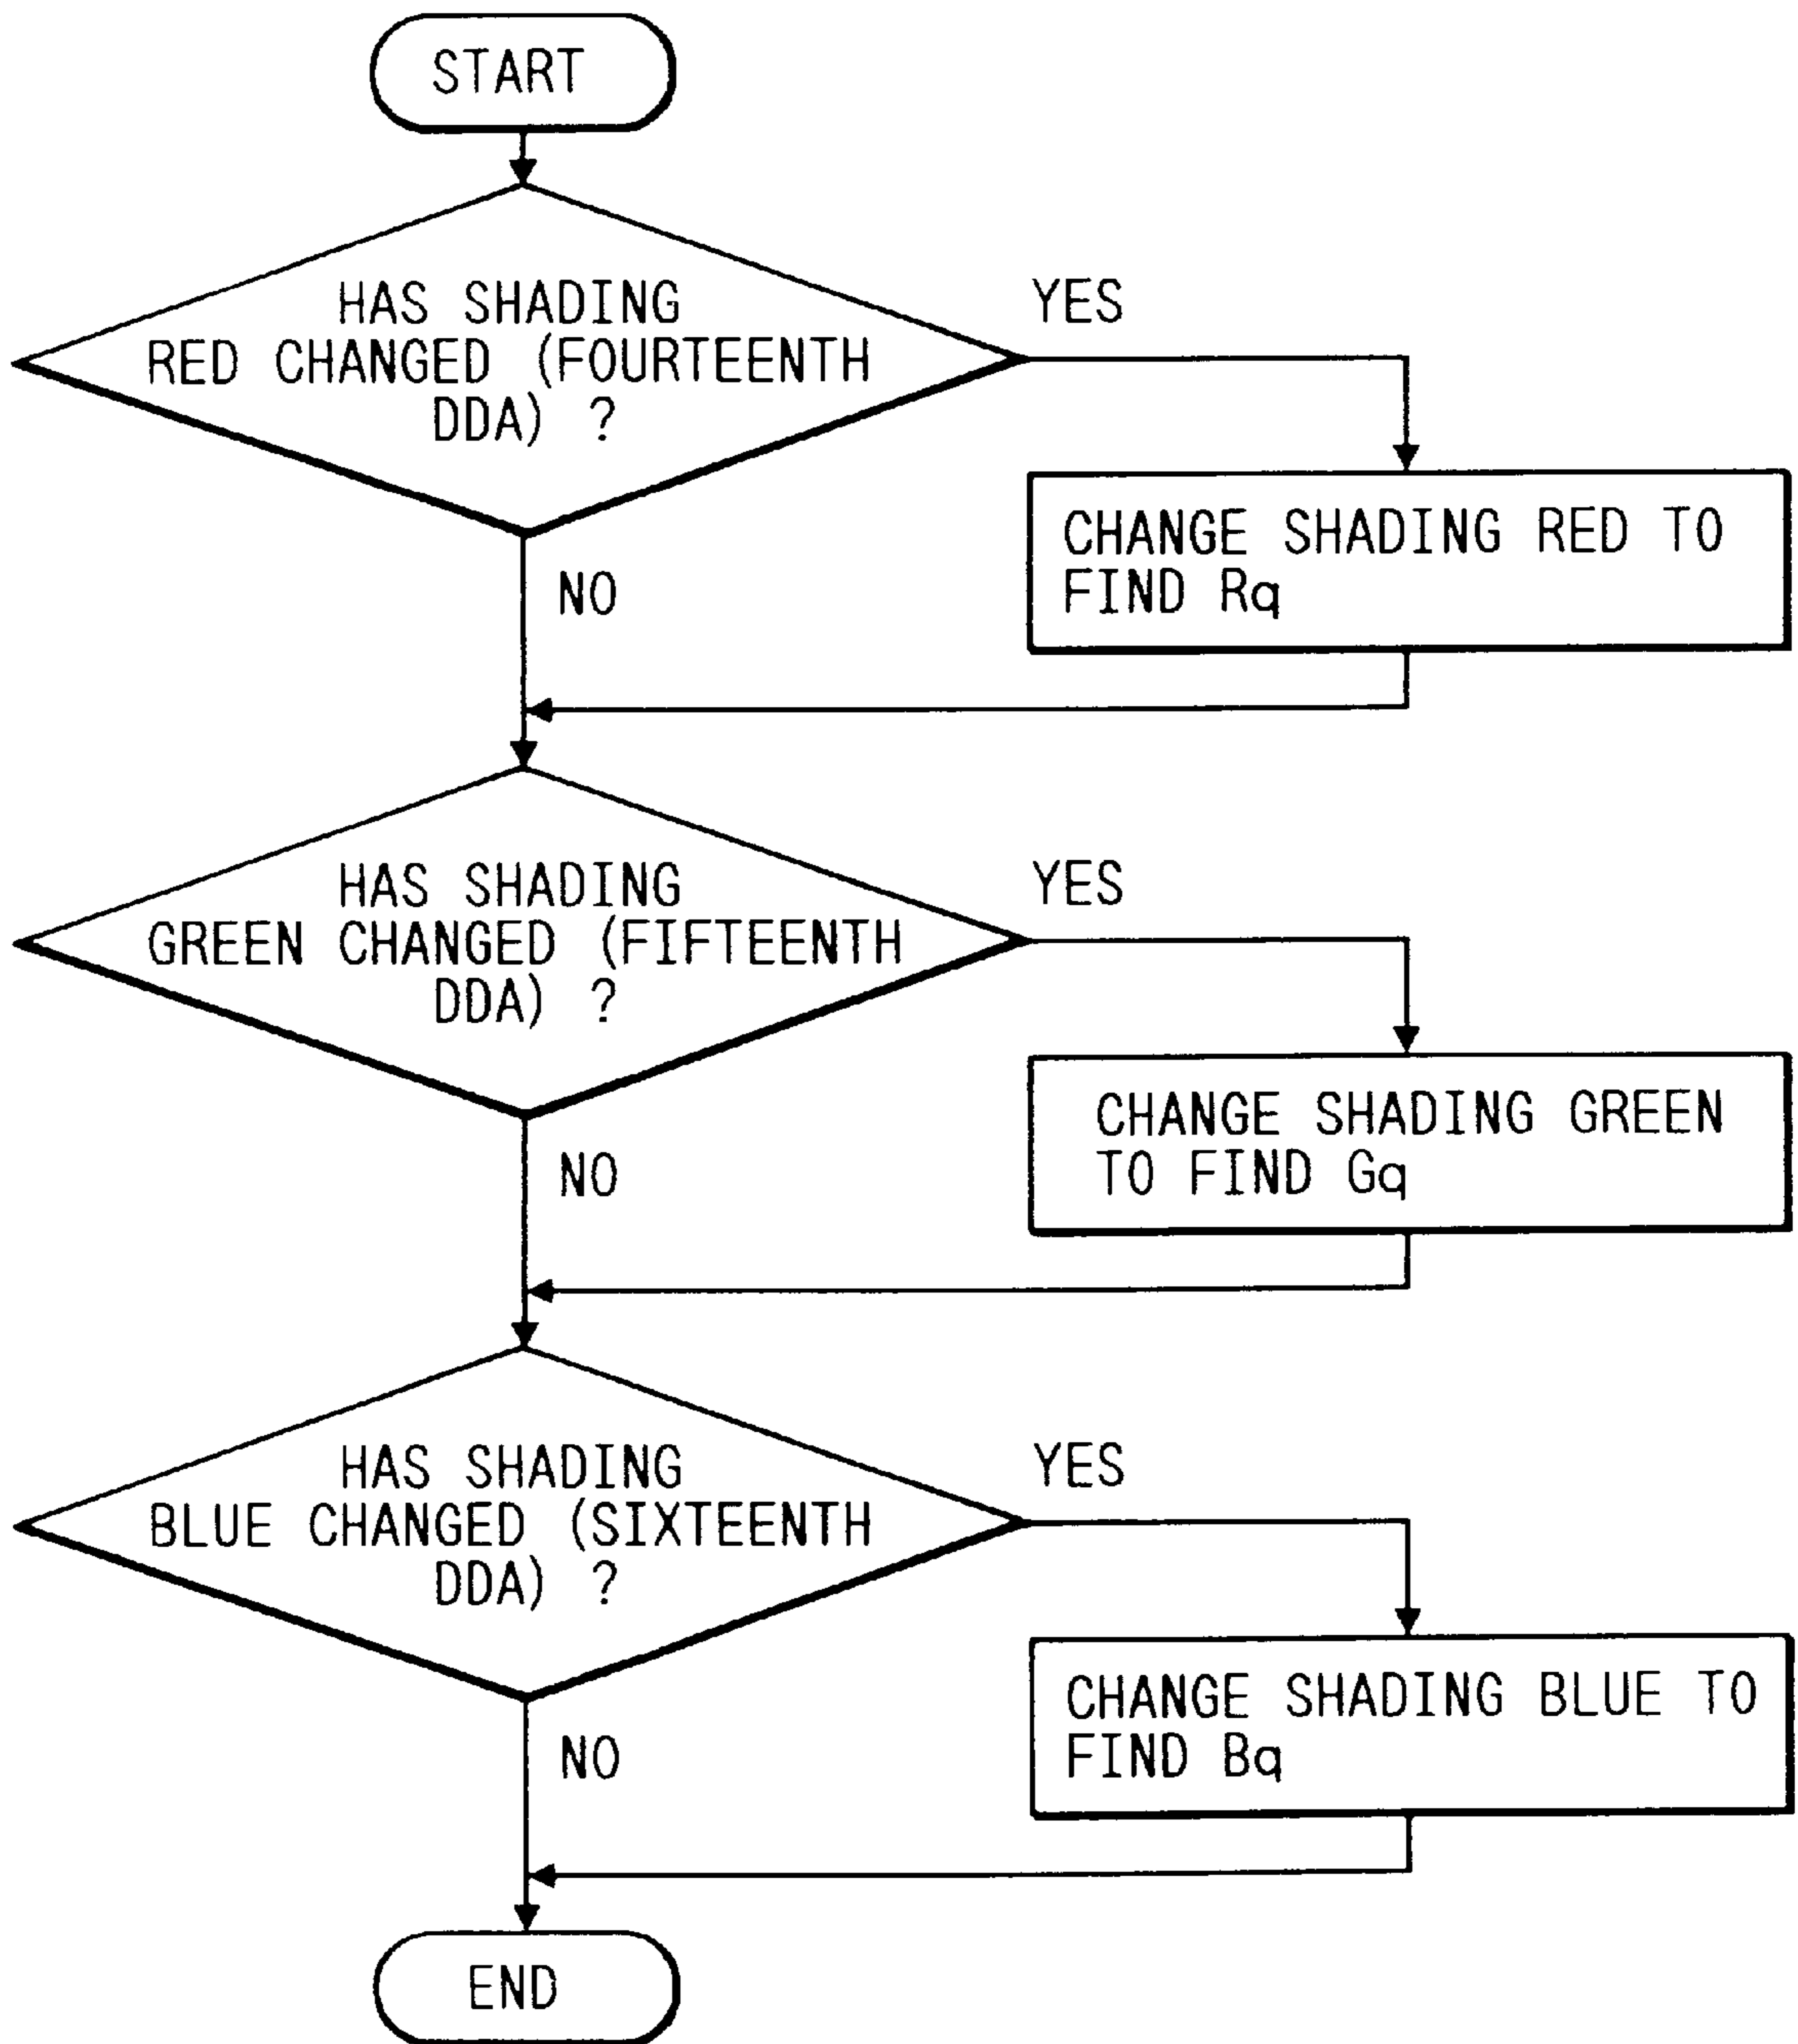 START
HAS SHADING
RED CHANGED (FOURTEENTH
DDA) ?
YES
CHANGE SHADING RED TO
FIND Rq
NO
HAS SHADING
GREEN CHANGED (FIFTEENTH
DDA) ?
YES
CHANGE SHADING GREEN
TO FIND Gq
NO
HAS SHADING
BLUE CHANGED (SIXTEENTH
DDA) ?
YES
CHANGE SHADING BLUE TO
FIND Bq
NO
END